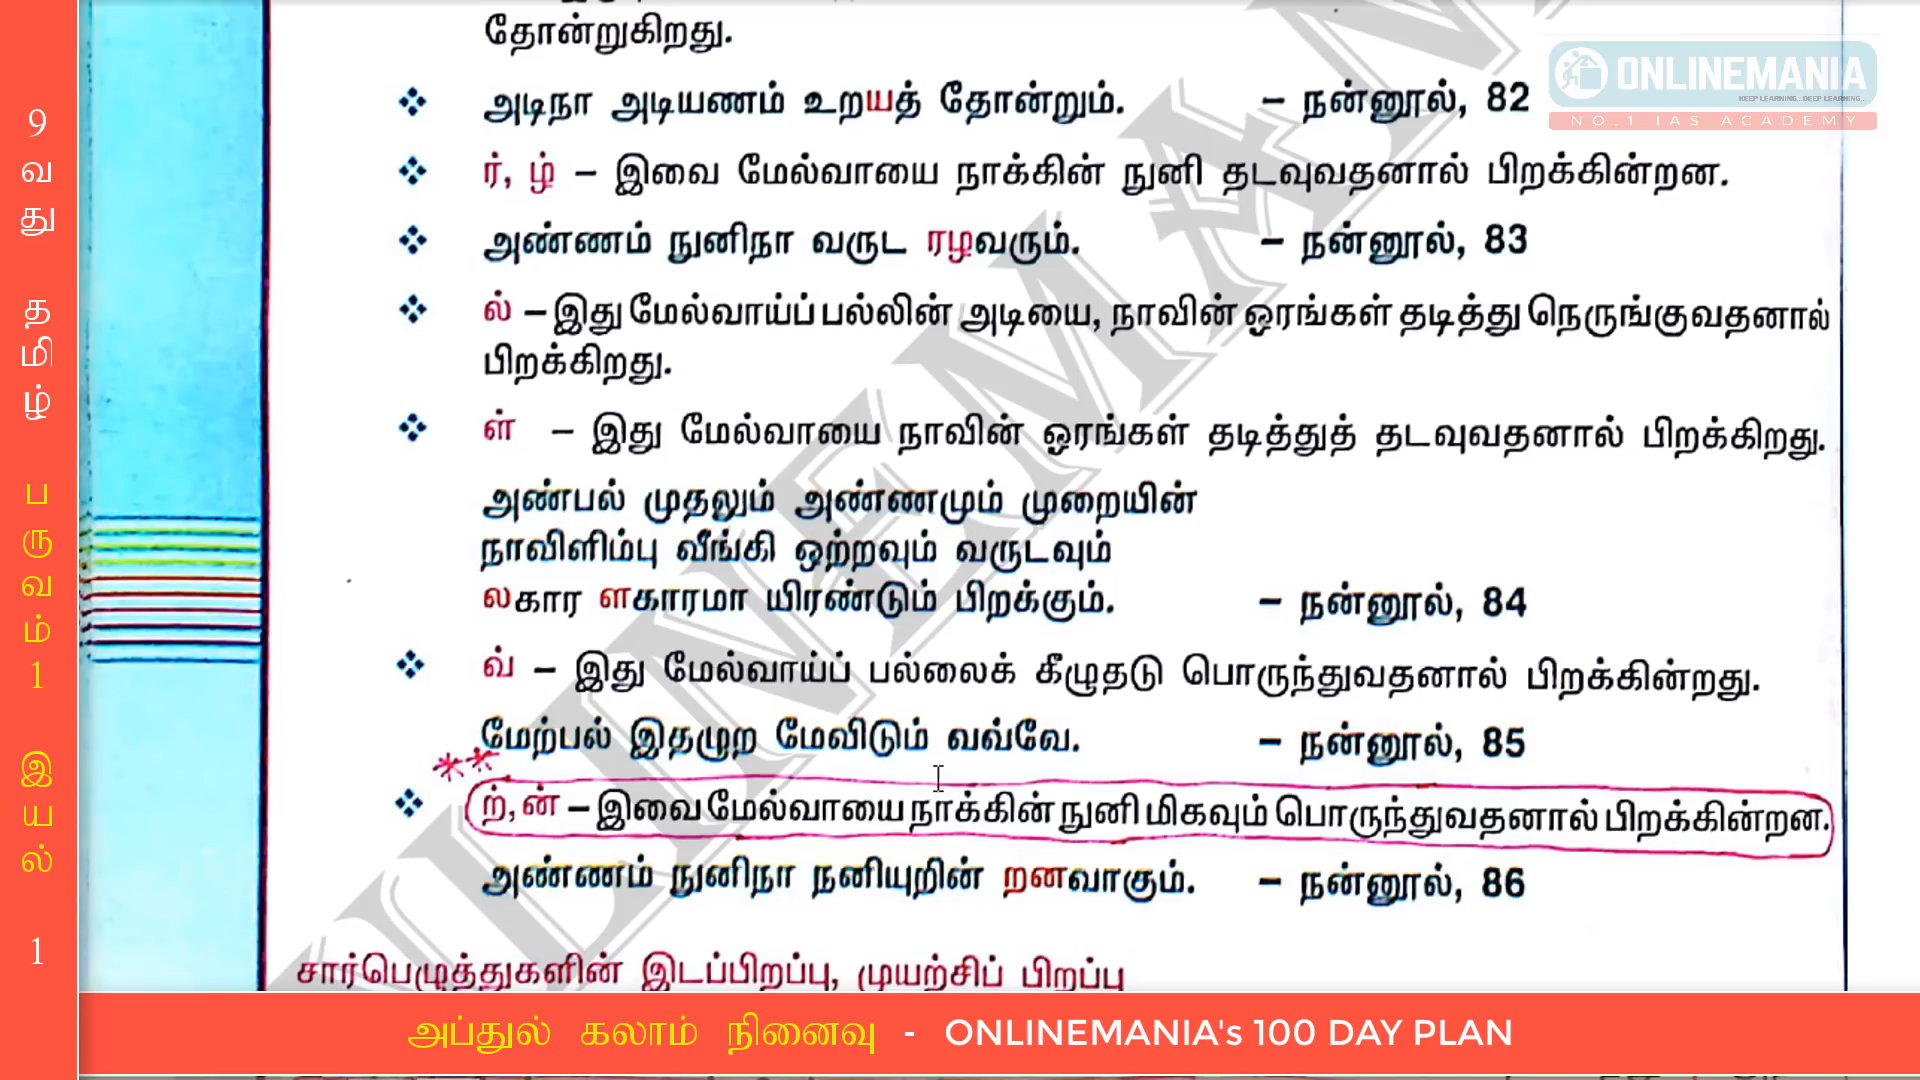 தோன்றுகிறது.
அடிநா அடியணம் உறயத் தோன்றும். – நன்னூல், 82
ர், ழ் – இவை மேல்வாயை நாக்கின் நுனி தடவுவதனால் பிறக்கின்றன.
அண்ணம் நுனிநா வருட ரழவரும். – நன்னூல், 83
ல் – இது மேல்வாய்ப் பல்லின் அடியை, நாவின் ஓரங்கள் தடித்து நெருங்குவதனால்
பிறக்கிறது.
ள் – இது மேல்வாயை நாவின் ஓரங்கள் தடித்துத் தடவுவதனால் பிறக்கிறது.
அண்பல் முதலும் அண்ணமும் முறையின்
நாவிளிம்பு வீங்கி ஒற்றவும் வருடவும்
லகார ளகாரமா யிரண்டும் பிறக்கும். – நன்னூல், 84
வ் – இது மேல்வாய்ப் பல்லைக் கீழுதடு பொருந்துவதனால் பிறக்கின்றது.
மேற்பல் இதழுற மேவிடும் வவ்வே. – நன்னூல், 85
ற், ன் – இவை மேல்வாயை நாக்கின் நுனி மிகவும் பொருந்துவதனால் பிறக்கின்றன.
அண்ணம் நுனிநா நனியுறின் றனவாகும். – நன்னூல், 86
சார்பெழுத்துகளின் இடப்பிறப்பு, முயற்சிப் பிறப்பு
9வது தமிழ் பருவம்1 இயல் 1
ONLINEMANIA
KEEP LEARNING...DEEP LEARNING...
NO.1 IAS ACADEMY
அப்துல் கலாம் நினைவு - ONLINEMANIA's 100 DAY PLAN